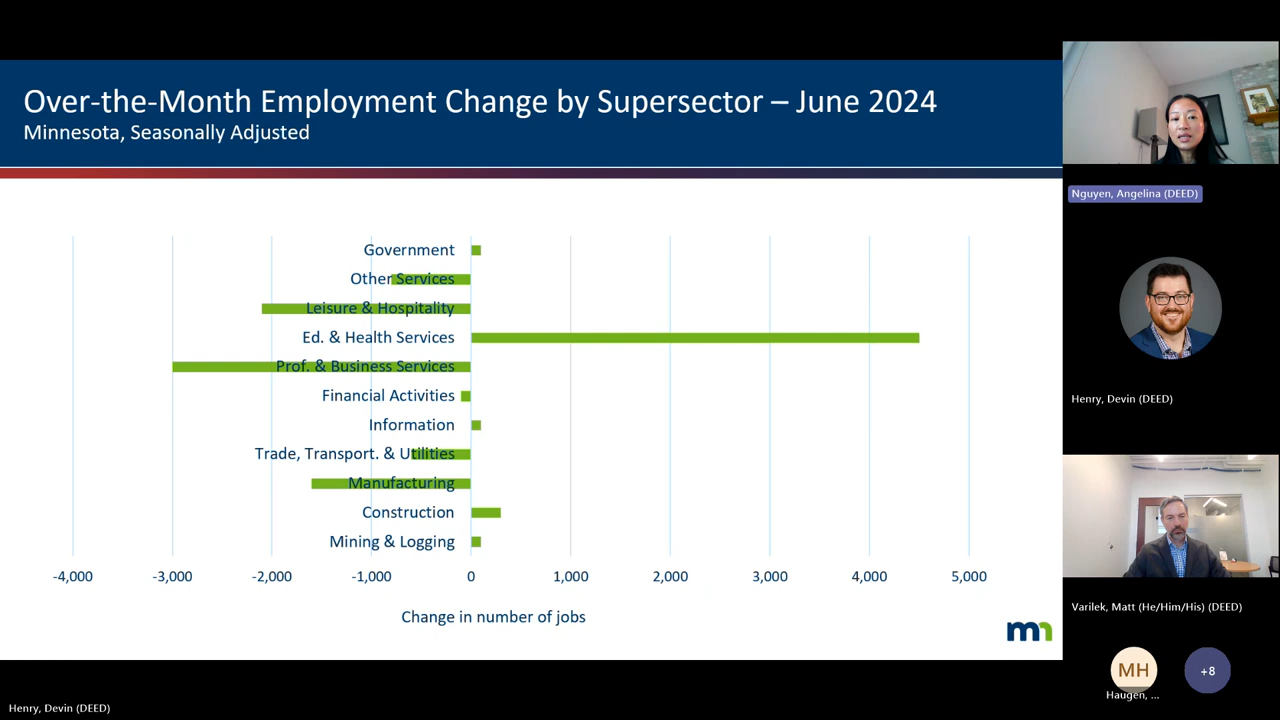 Over-the-Month Employment Change by Supersector – June 2024
Minnesota, Seasonally Adjusted
Government
Other Services
Leisure & Hospitality
Ed. & Health Services
Prof. & Business Services
Financial Activities
Information
Trade, Transport. & Utilities
Manufacturing
Construction
Mining & Logging
-4,000 -3,000 -2,000 -1,000 0 1,000 2,000 3,000 4,000 5,000
Change in number of jobs
mn
Nguyen, Angelina (DEED)
Henry, Devin (DEED)
Varilek, Matt (He/Him/His) (DEED)
MH
+8
Haugen, ...
Henry, Devin (DEED)